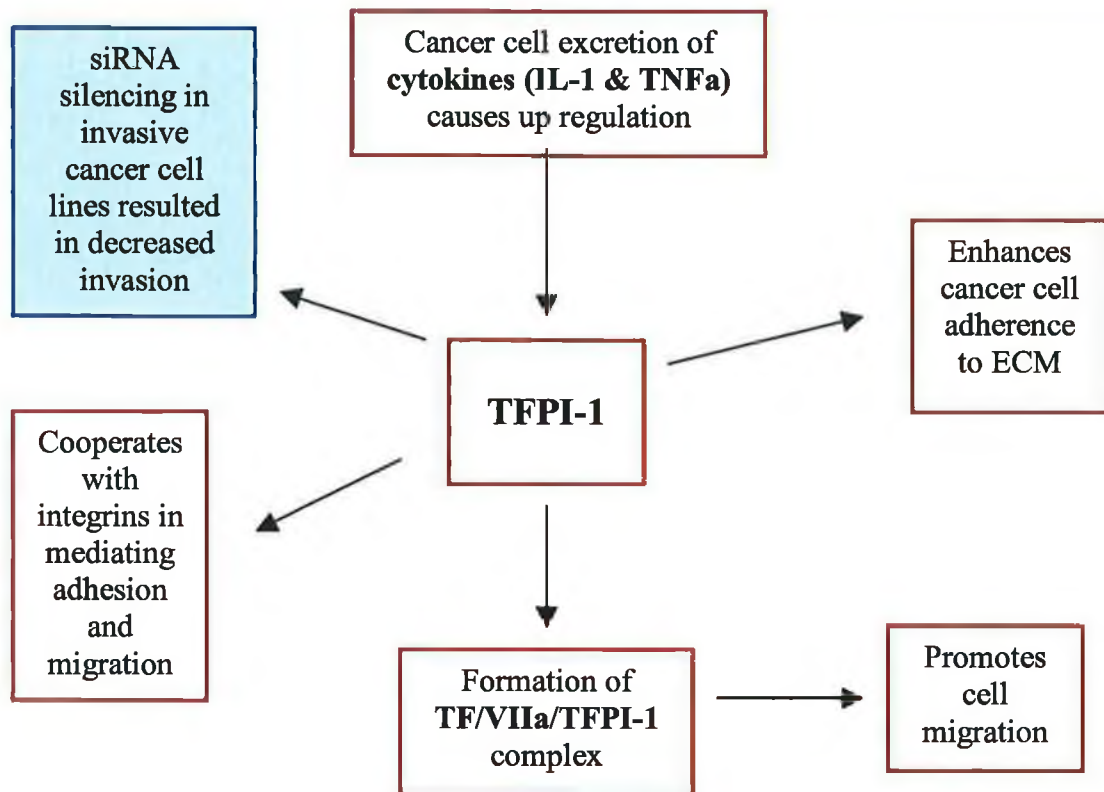 siRNA
silencing in
invasive
cancer cell
lines resulted
in decreased
invasion
Cancer cell excretion of
cytokines (IL-1 & TNFa)
causes up regulation
Enhances
cancer cell
adherence
to ECM
TFPI-1
Cooperates
with
integrins in
mediating
adhesion
and
migration
Formation of
TF/VIIa/TFPI-1
complex
Promotes
cell
migration